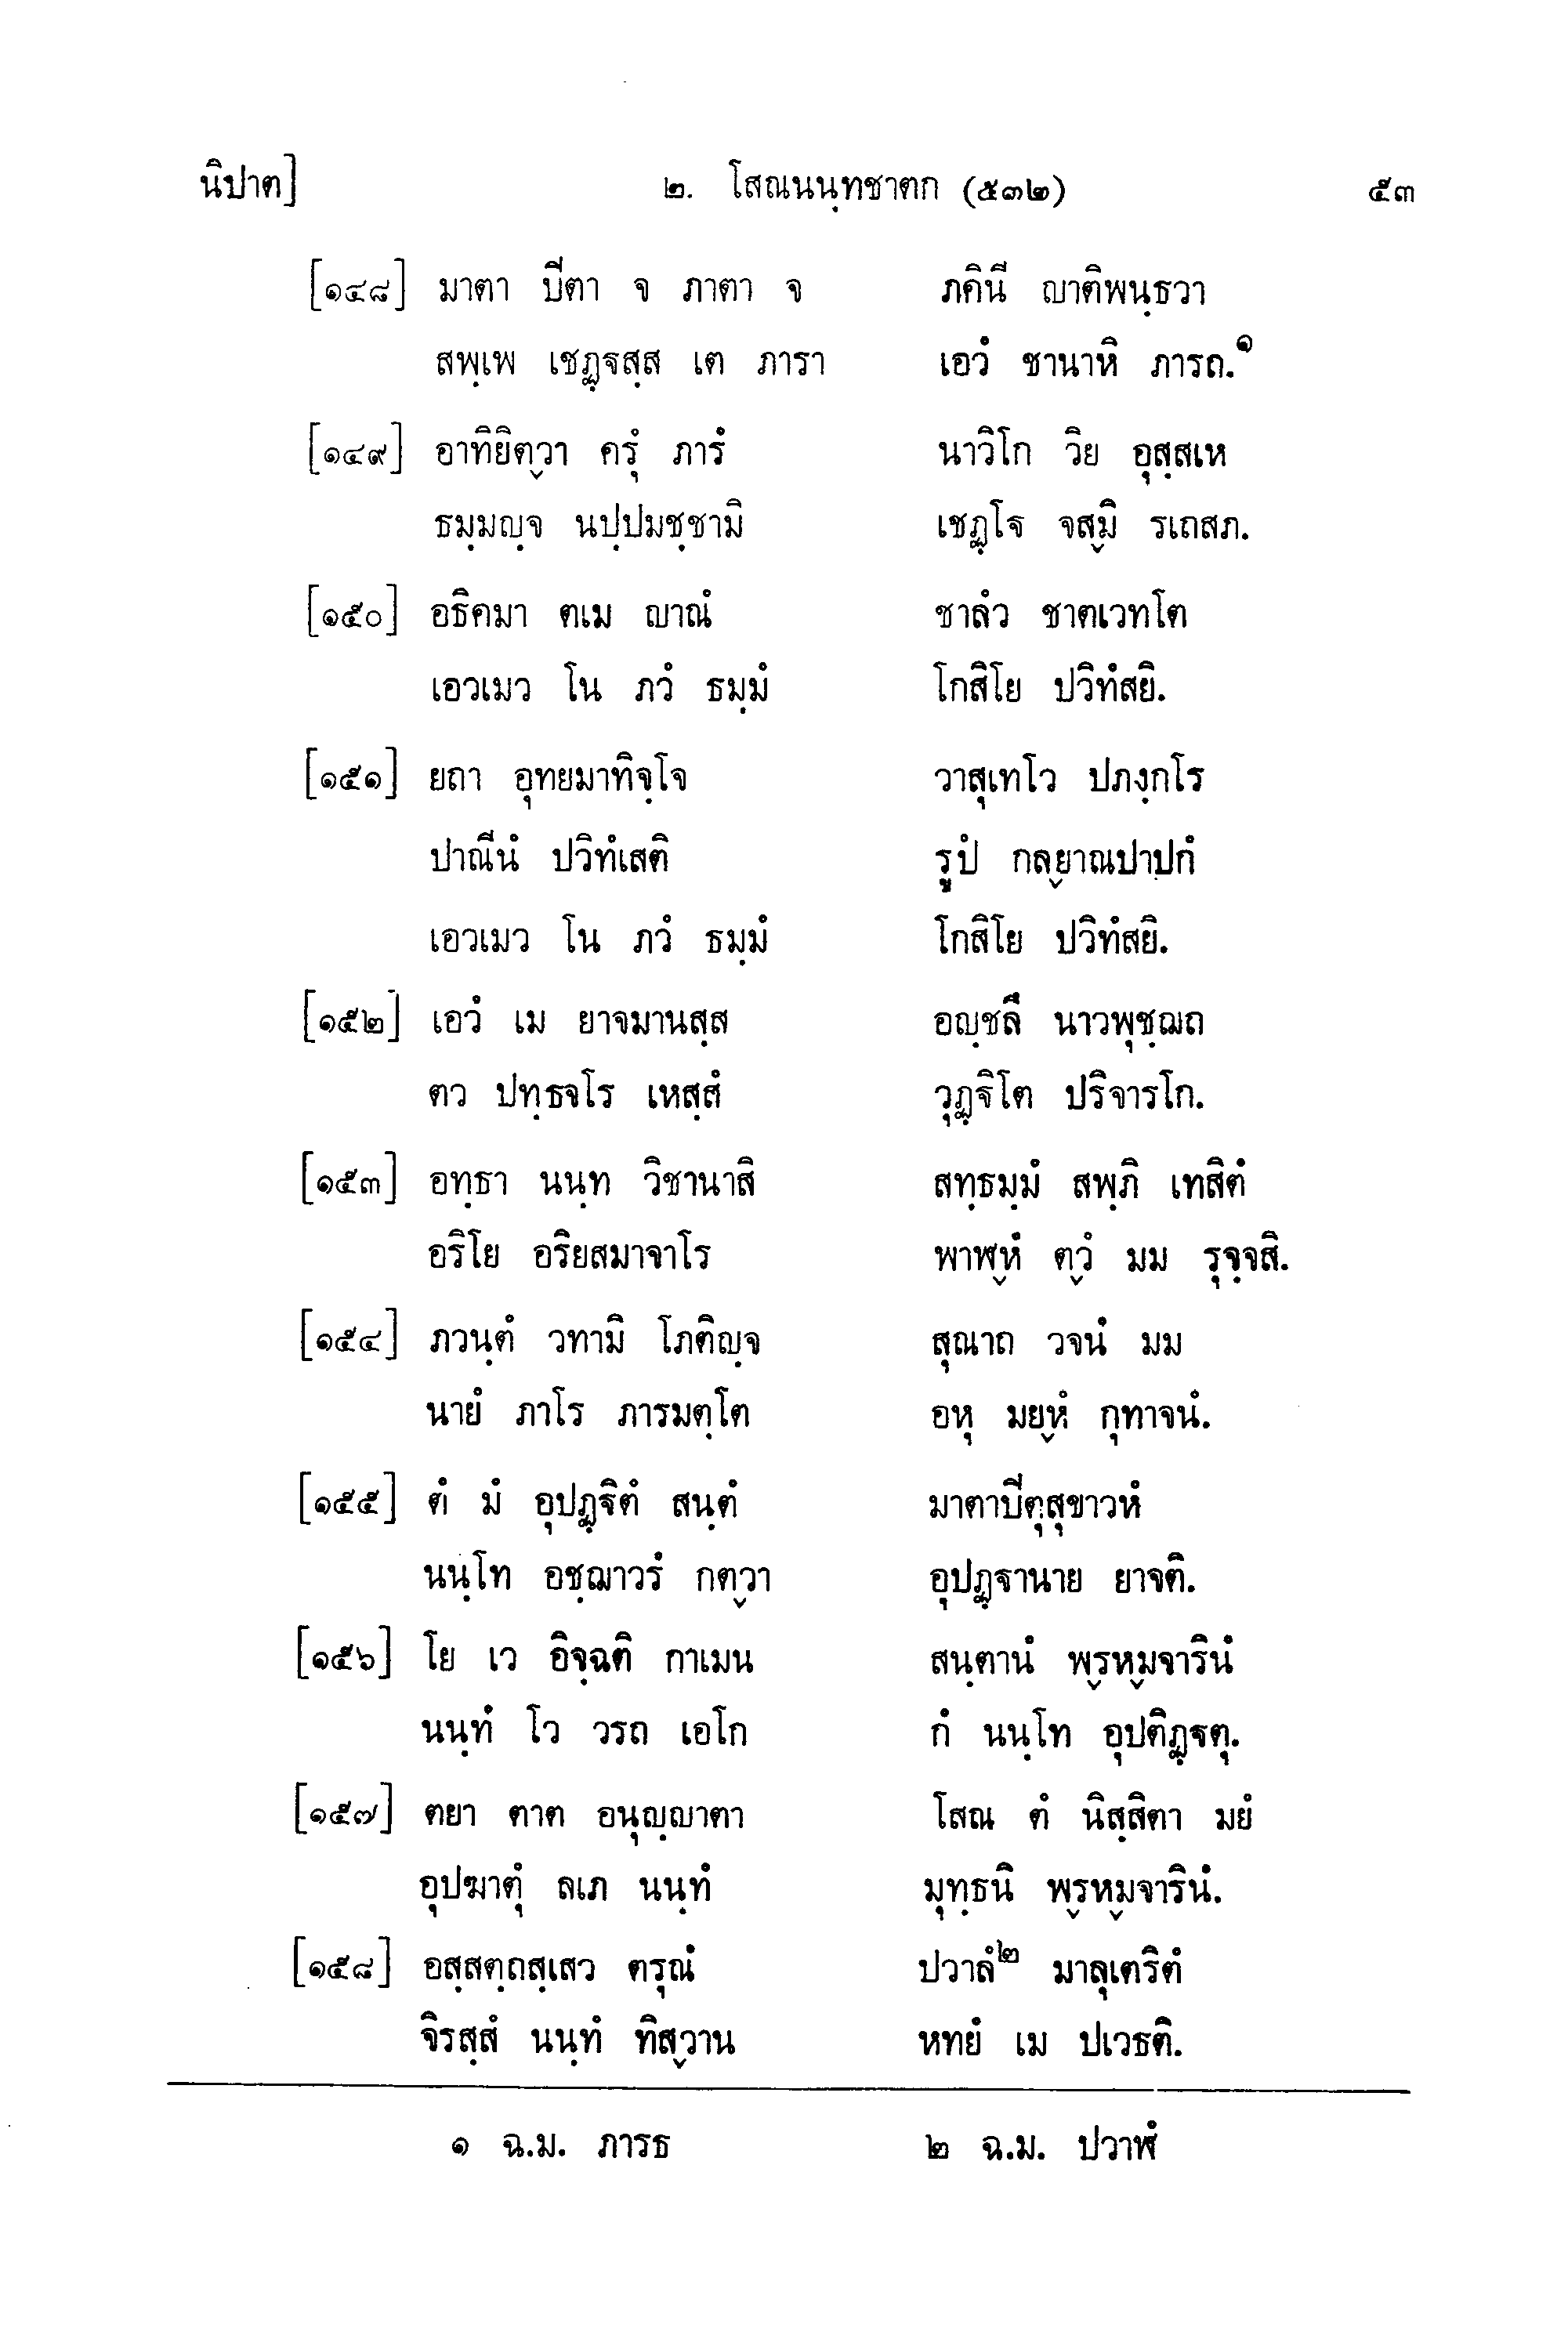 นิปาต] ๒. โสณนนฺทชาตก (๕๓๒) ๕๓
[๑๔๘] มาตา ปีตา จ ภาตา จ ภคินี ญาติพนฺธวา
สพฺเพ เชฏฺฐสฺส เต ภารา เอวํ ชานาหิ ภารถ.๑
[๑๔๙] อาทิยิตฺวา ครุํ ภารํ นาวิโก วิย อุสฺสเห
ธมฺมญฺจ นปฺปมชฺชามิ เชฏฺโฐ จสฺมิ รเถสภ.
[๑๕๐] อธิคมา ตเม ญาณํ ชาลํว ชาตเวทโต
เอวเมว โน ภวํ ธมฺมํ โกสิโย ปวิทํสยิ.
[๑๕๑] ยถา อุทยมาทิจฺโจ วาสุเทโว ปภงฺกโร
ปาณีนํ ปวิทํเสติ รูปํ กลฺยาณปาปกํ
เอวเมว โน ภวํ ธมฺมํ โกสิโย ปวิทํสยิ.
[๑๕๒] เอวํ เม ยาจมานสฺส อญฺชลึ นาวพุชฺฌถ
ตว ปทฺธจโร เหสฺสํ วุฏฺฐิโต ปริจารโก.
[๑๕๓] อทฺธา นนฺท วิชานาสิ สทฺธมฺมํ สพฺภิ เทสิตํ
อริโย อริยสมาจาโร พาฬฺหํ ตฺวํ มม รุจฺจสิ.
[๑๕๔] ภวนฺตํ วทามิ โภติญฺจ สุณาถ วจนํ มม
นายํ ภาโร ภารมตฺโต อหุ มยฺหํ กุทาจนํ.
[๑๕๕] ตํ มํ อุปฏฺฐิตํ สนฺตํ มาตาปีตุสุขาวหํ
นนฺโท อชฺฌาวรํ กตฺวา อุปฏฺฐานาย ยาจติ.
[๑๕๖] โย เว อิจฺฉติ กาเมน สนฺตานํ พฺรหฺมจารินํ
นนฺทํ โว วรถ เอโก กํ นนฺโท อุปติฏฺฐตุ.
[๑๕๗] ตยา ตาต อนุญฺญาตา โสณ ตํ นิสฺสิตา มยํ
อุปฆาตุํ ลเภ นนฺทํ มุทฺธนิ พฺรหฺมจารินํ.
[๑๕๘] อสฺสตฺถสฺเสว ตรุณํ ปวาลํ๒ มาลุเตริตํ
จิรสฺสํ นนฺทํ ทิสฺวาน หทยํ เม ปเวธติ.
๑ ฉ.ม. ภารธ ๒ ฉ.ม. ปวาฬํ